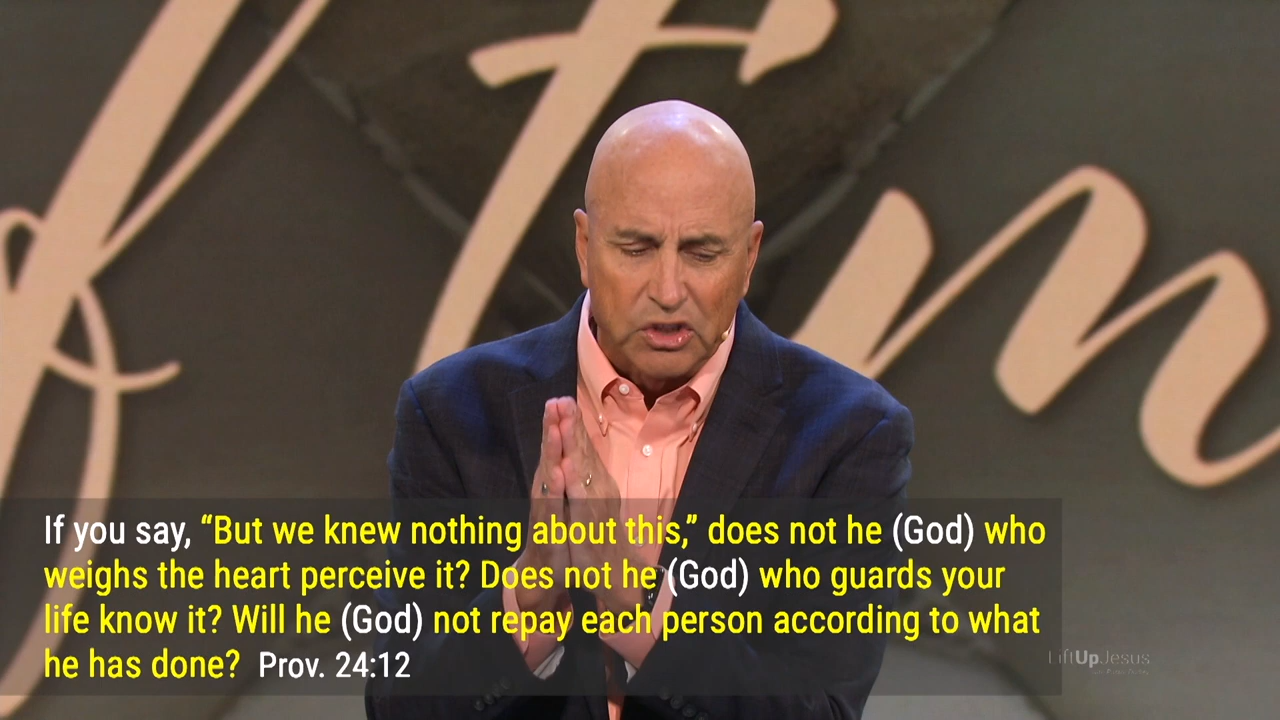 If you say, “But we knew nothing about this,” does not he (God) who
weighs the heart perceive it? Does not he (God) who guards your
life know it? Will he (God) not repay each person according to what
he has done? Prov. 24:12
LiftUpJesus